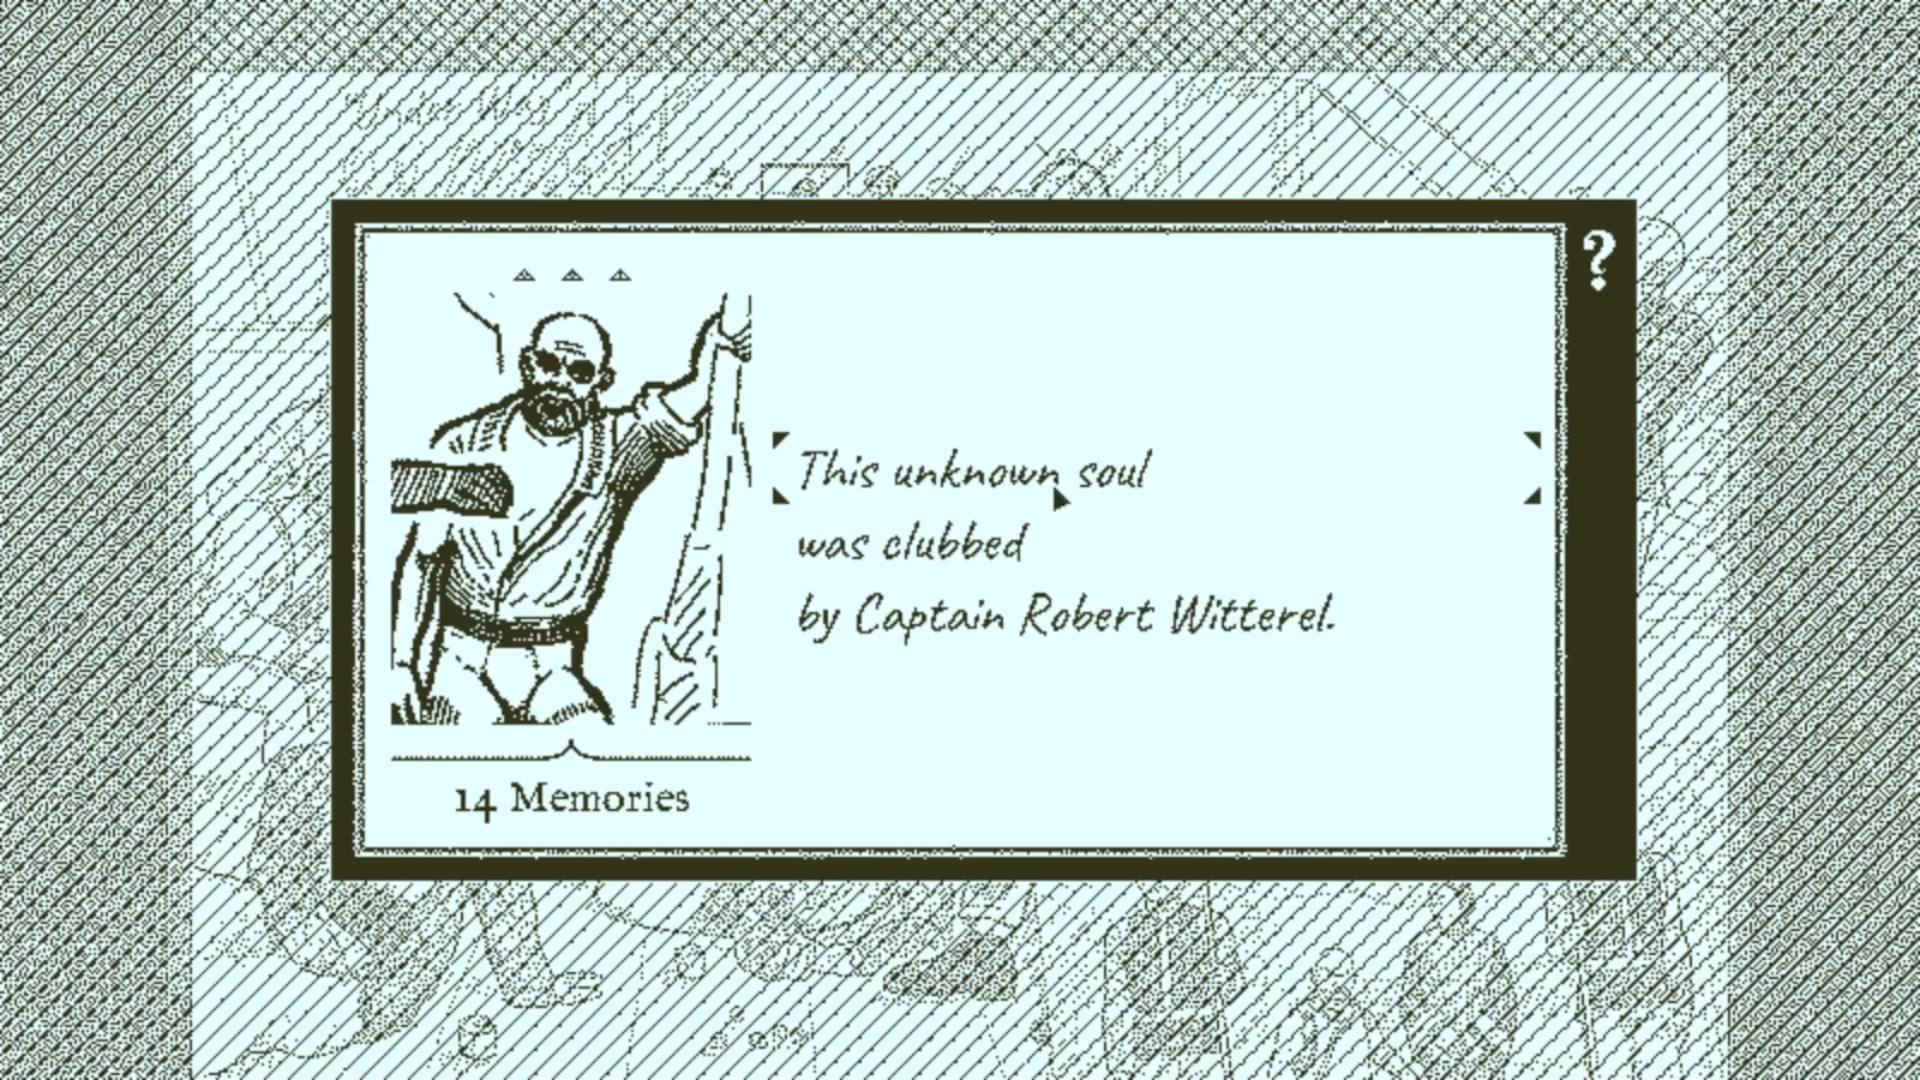 ?
This unknown soul
was clubbed
by Captain Robert Witterel.
14 Memories